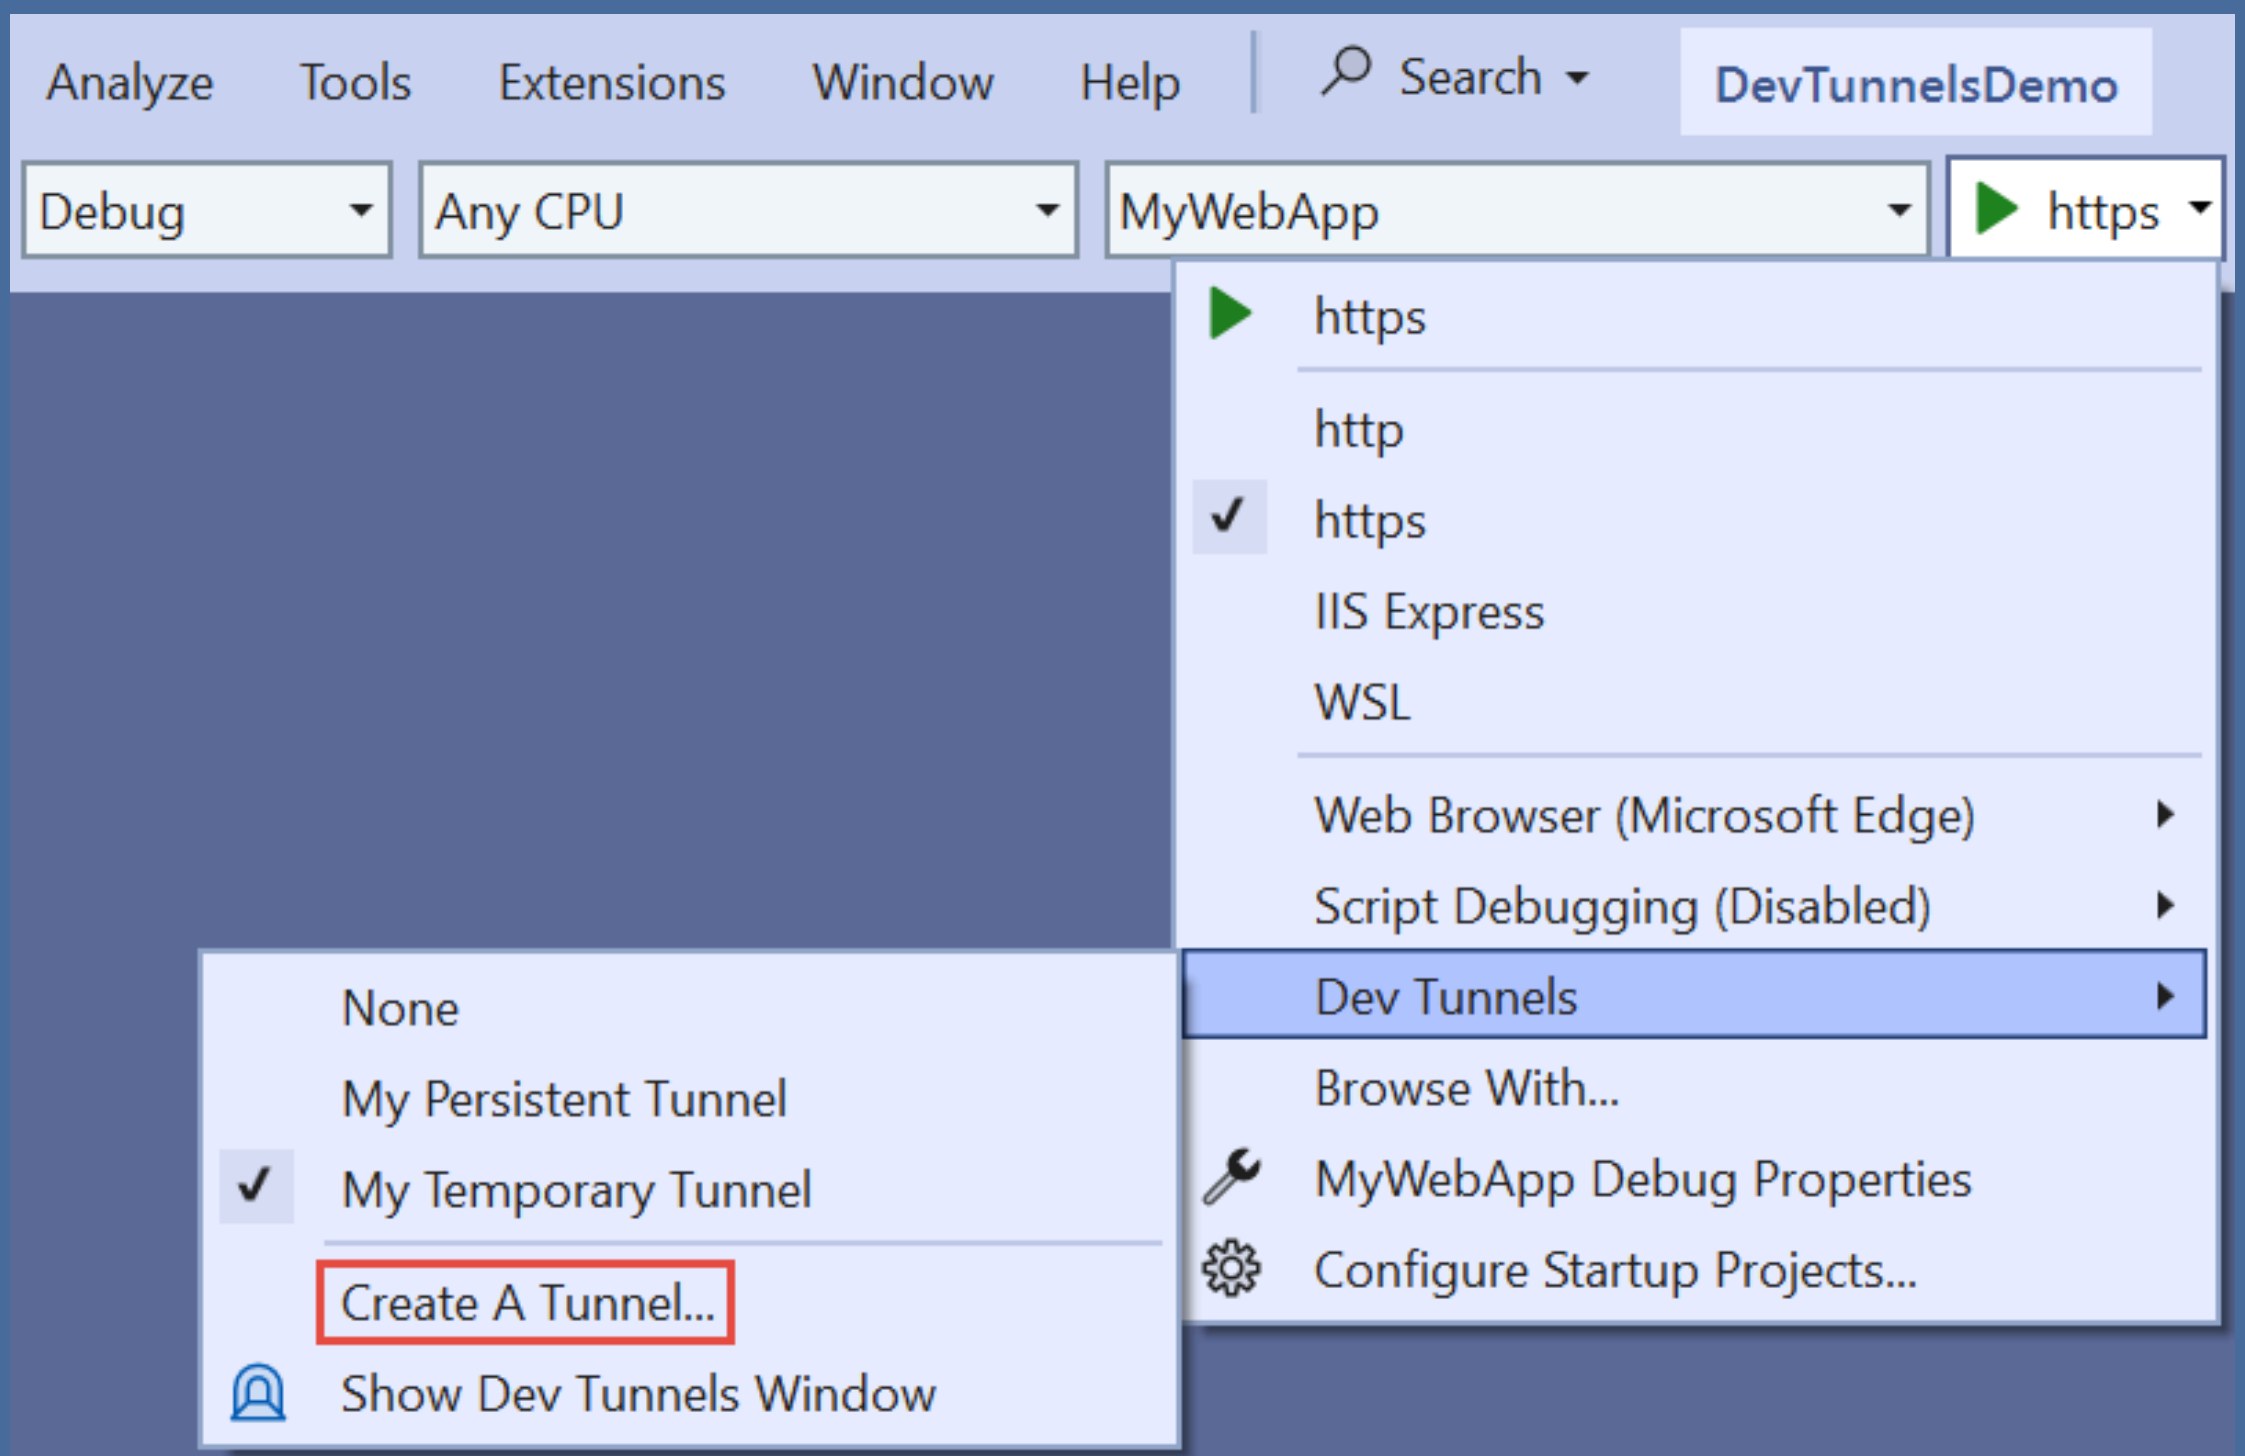 Analyze Tools Extensions Window Help Search DevTunnelsDemo
Debug Any CPU MyWebApp https
https
http
https
IIS Express
WSL
Web Browser (Microsoft Edge)
Script Debugging (Disabled)
Dev Tunnels
Browse With...
MyWebApp Debug Properties
Configure Startup Projects...
None
My Persistent Tunnel
My Temporary Tunnel
Create A Tunnel...
Show Dev Tunnels Window